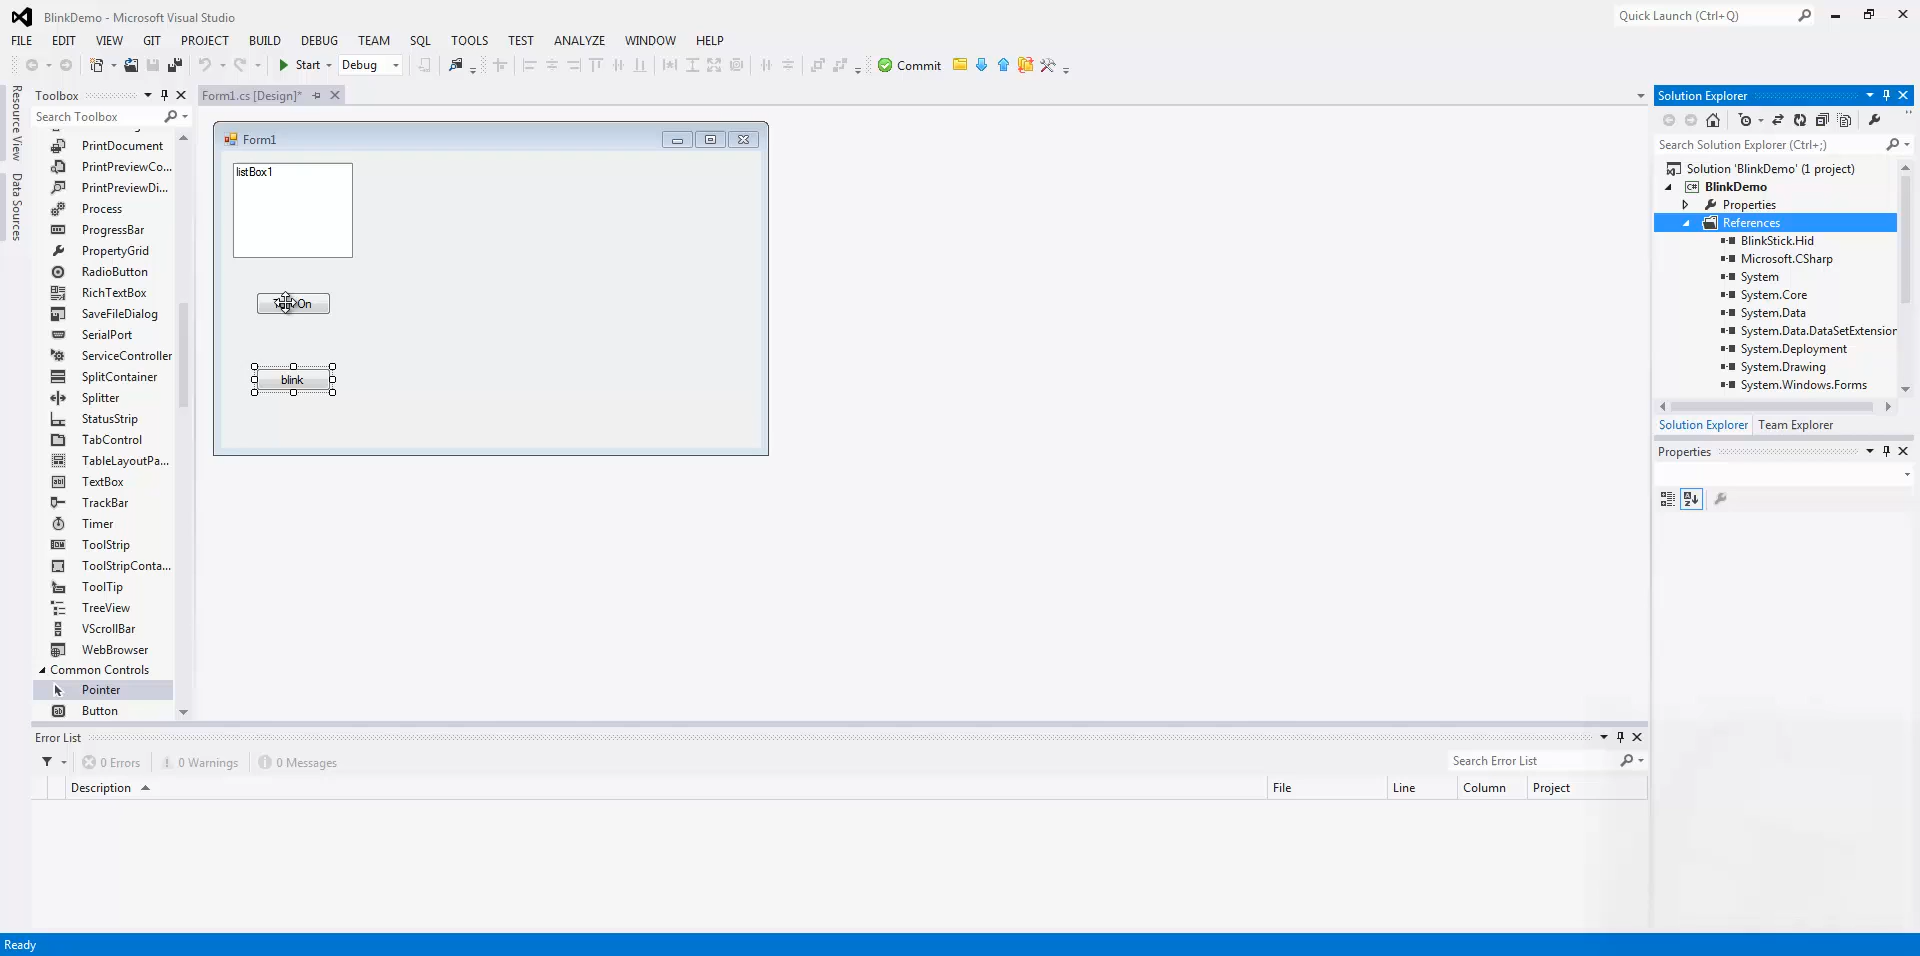 BlinkDemo - Microsoft Visual Studio
Quick Launch (Ctrl+Q)
FILE EDIT VIEW GIT PROJECT BUILD DEBUG TEAM SQL TOOLS TEST ANALYZE WINDOW HELP
Start Debug Commit
Resource View
Data Sources
Toolbox
Search Toolbox
PrintDocument
PrintPreviewCo...
PrintPreviewDi...
Process
ProgressBar
PropertyGrid
RadioButton
RichTextBox
SaveFileDialog
SerialPort
ServiceController
SplitContainer
Splitter
StatusStrip
TabControl
TableLayoutPa...
TextBox
TrackBar
Timer
ToolStrip
ToolStripConta...
ToolTip
TreeView
VScrollBar
WebBrowser
Common Controls
Pointer
Button
Form1.cs [Design]*
Form1
listBox1
On
blink
Solution Explorer
Search Solution Explorer (Ctrl+;)
Solution 'BlinkDemo' (1 project)
C# BlinkDemo
Properties
References
BlinkStick.Hid
Microsoft.CSharp
System
System.Core
System.Data
System.Data.DataSetExtension
System.Deployment
System.Drawing
System.Windows.Forms
Solution Explorer Team Explorer
Properties
Error List
0 Errors 0 Warnings 0 Messages
Search Error List
Description File Line Column Project
Ready